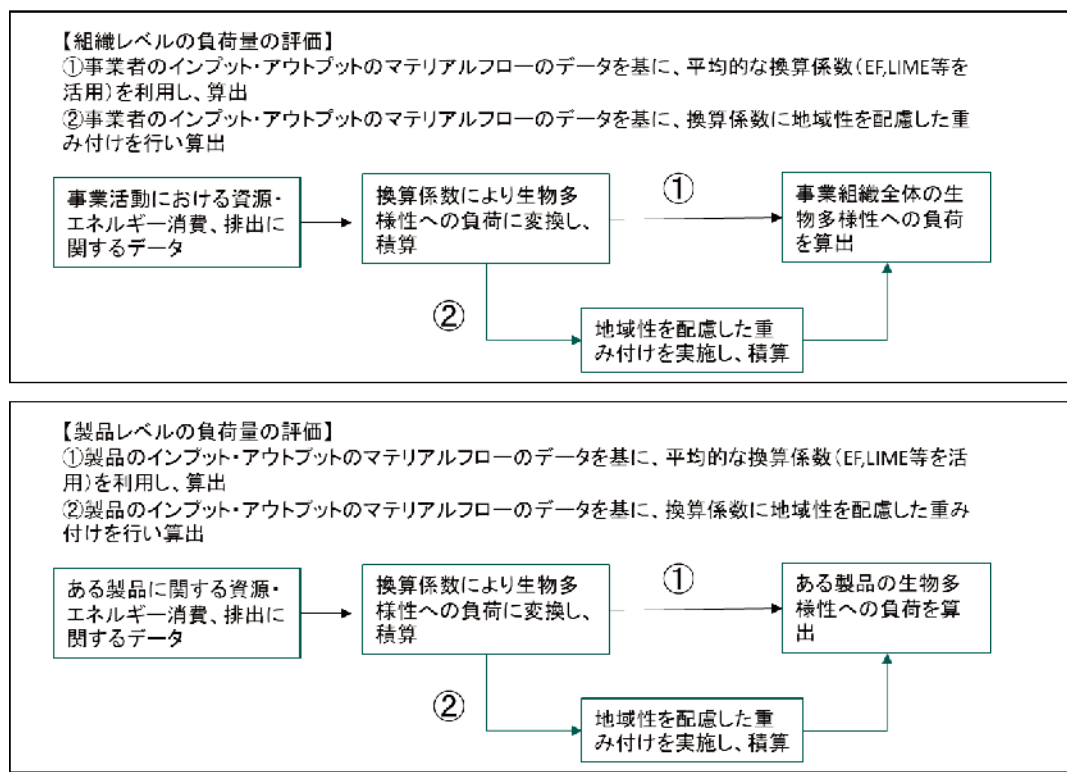 【組織レベルの負荷量の評価】
①事業者のインプット・アウトプットのマテリアルフローのデータを基に、平均的な換算係数(EF,LIME等を
活用)を利用し、算出
②事業者のインプット・アウトプットのマテリアルフローのデータを基に、換算係数に地域性を配慮した重
み付けを行い算出
事業活動における資源・
エネルギー消費、排出に
関するデータ
換算係数により生物多
様性への負荷に変換し、
積算
①
事業組織全体の生
物多様性への負荷
を算出
②
地域性を配慮した重
み付けを実施し、積算
【製品レベルの負荷量の評価】
①製品のインプット・アウトプットのマテリアルフローのデータを基に、平均的な換算係数(EF,LIME等を活
用)を利用し、算出
②製品のインプット・アウトプットのマテリアルフローのデータを基に、換算係数に地域性を配慮した重み
付けを行い算出
ある製品に関する資源・
エネルギー消費、排出に
関するデータ
換算係数により生物多
様性への負荷に変換し、
積算
①
ある製品の生物多
様性への負荷を算
出
②
地域性を配慮した重
み付けを実施し、積算